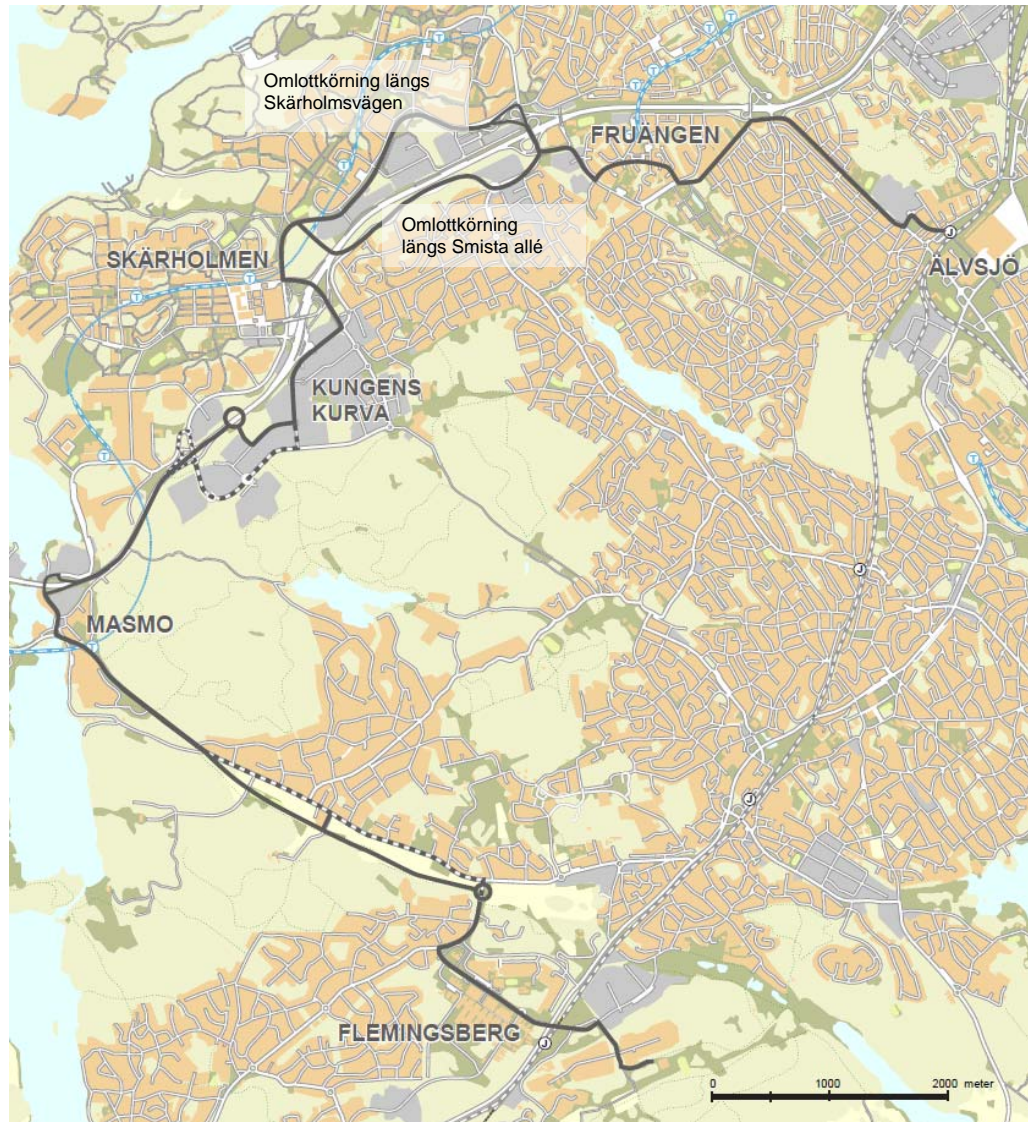 Omlottkörning längs
Skärholmsvägen
FRUÄNGEN
Omlottkörning
längs Smista allé
SKÄRHOLMEN
ÄLVSJÖ
KUNGENS
KURVA
MASMO
FLEMINGSBERG
0 1000 2000 meter
T
T
T
T
T
T
T
T
T
J
J
J
J